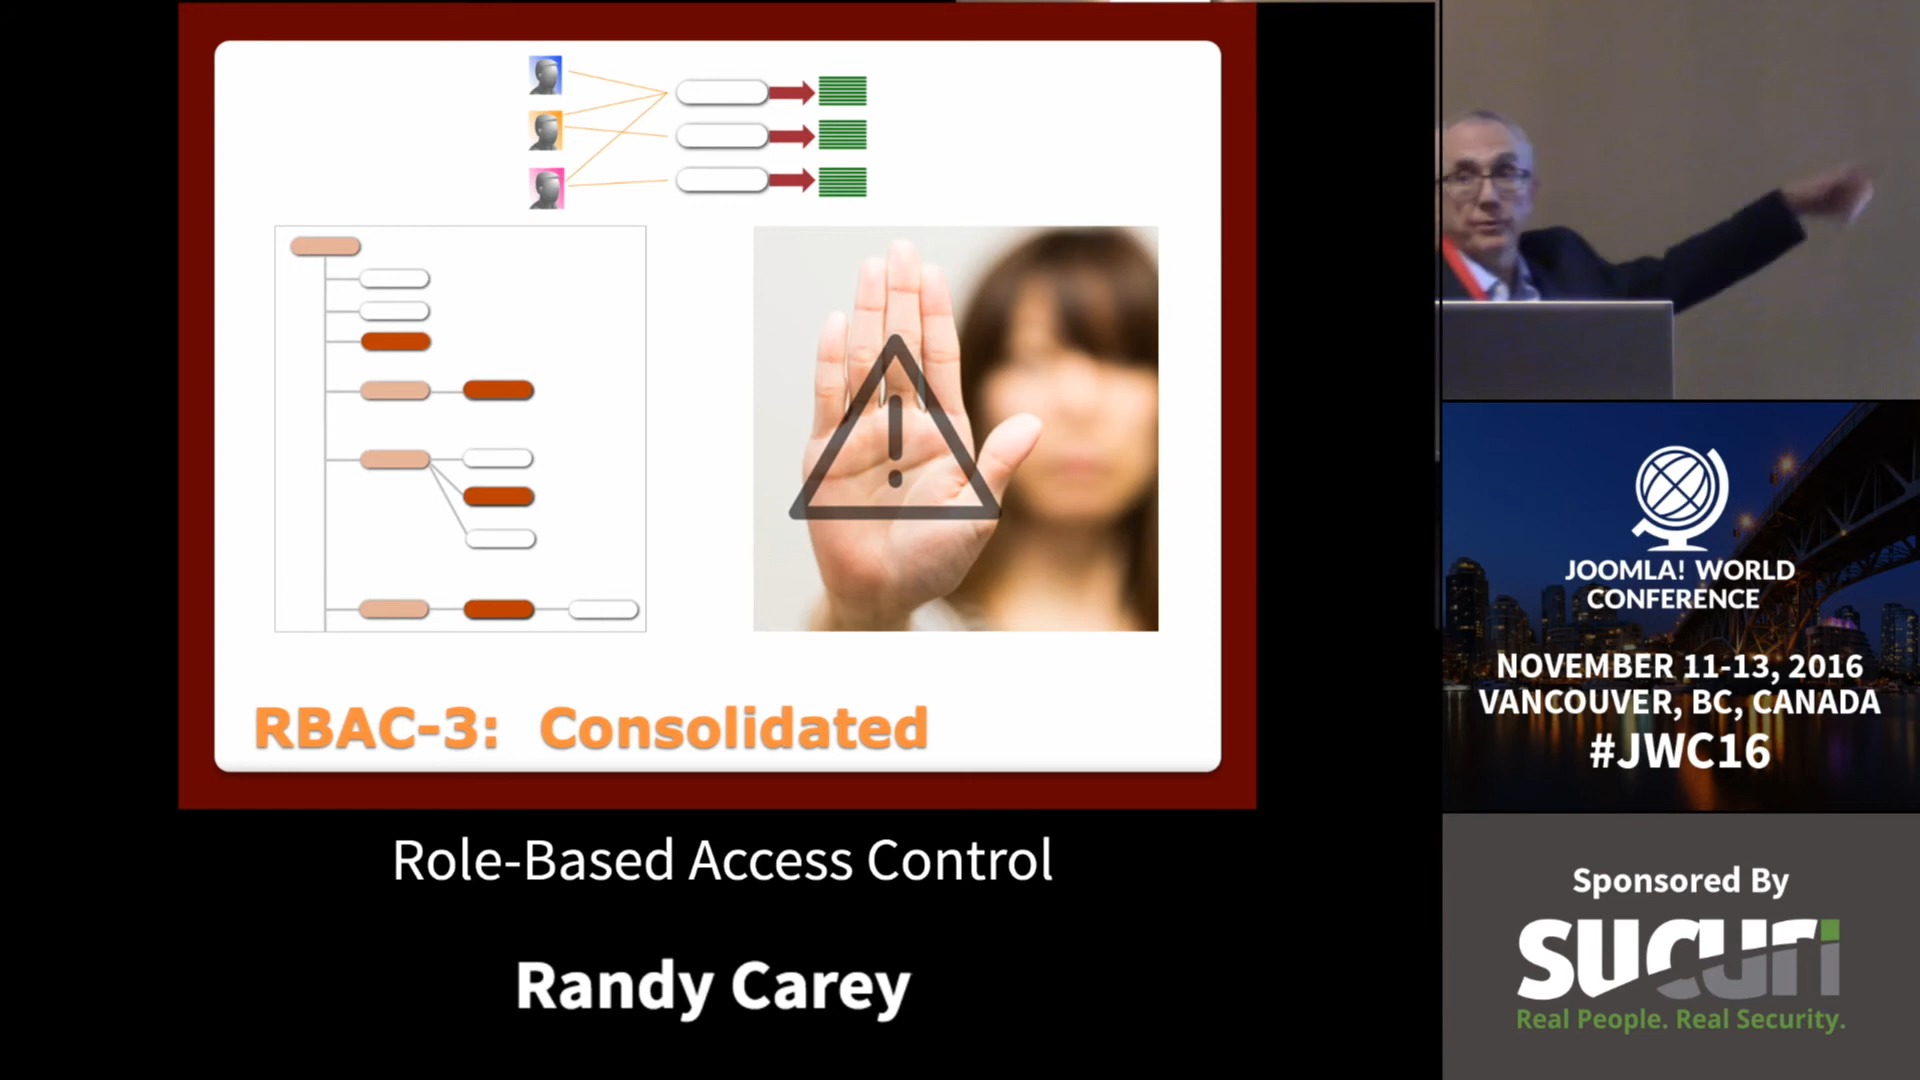 RBAC-3: Consolidated
Role-Based Access Control
Randy Carey
JOOMLA! WORLD
CONFERENCE
NOVEMBER 11-13, 2016
VANCOUVER, BC, CANADA
#JWC16
Sponsored By
SUCURI
Real People. Real Security.